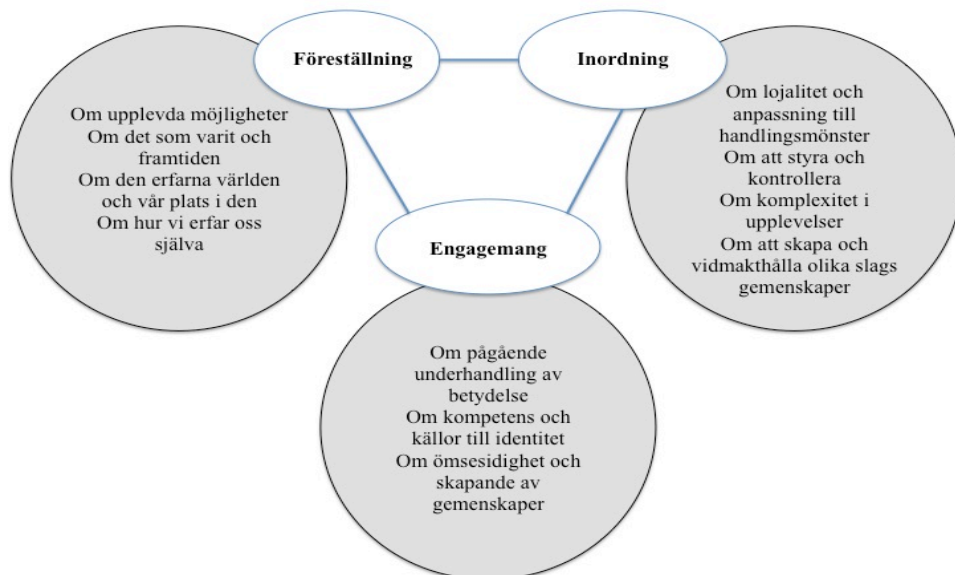 Föreställning
Om upplevda möjligheter
Om det som varit och
framtiden
Om den erfarna världen
och vår plats i den
Om hur vi erfar oss
själva
Inordning
Om lojalitet och
anpassning till
handlingsmönster
Om att styra och
kontrollera
Om komplexitet i
upplevelser
Om att skapa och
vidmakthålla olika slags
gemenskaper
Engagemang
Om pågående
underhandling av
betydelse
Om kompetens och
källor till identitet
Om ömsesidighet och
skapande av
gemenskaper